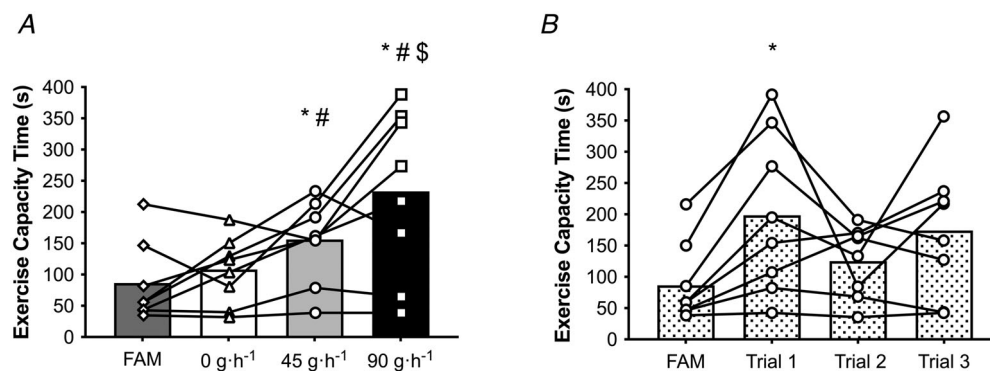 A
* # $
* #
Exercise Capacity Time (s)
400
350
300
250
200
150
100
50
0
FAM
0 g·h⁻¹
45 g·h⁻¹
90 g·h⁻¹
B
*
Exercise Capacity Time (s)
400
350
300
250
200
150
100
50
0
FAM
Trial 1
Trial 2
Trial 3